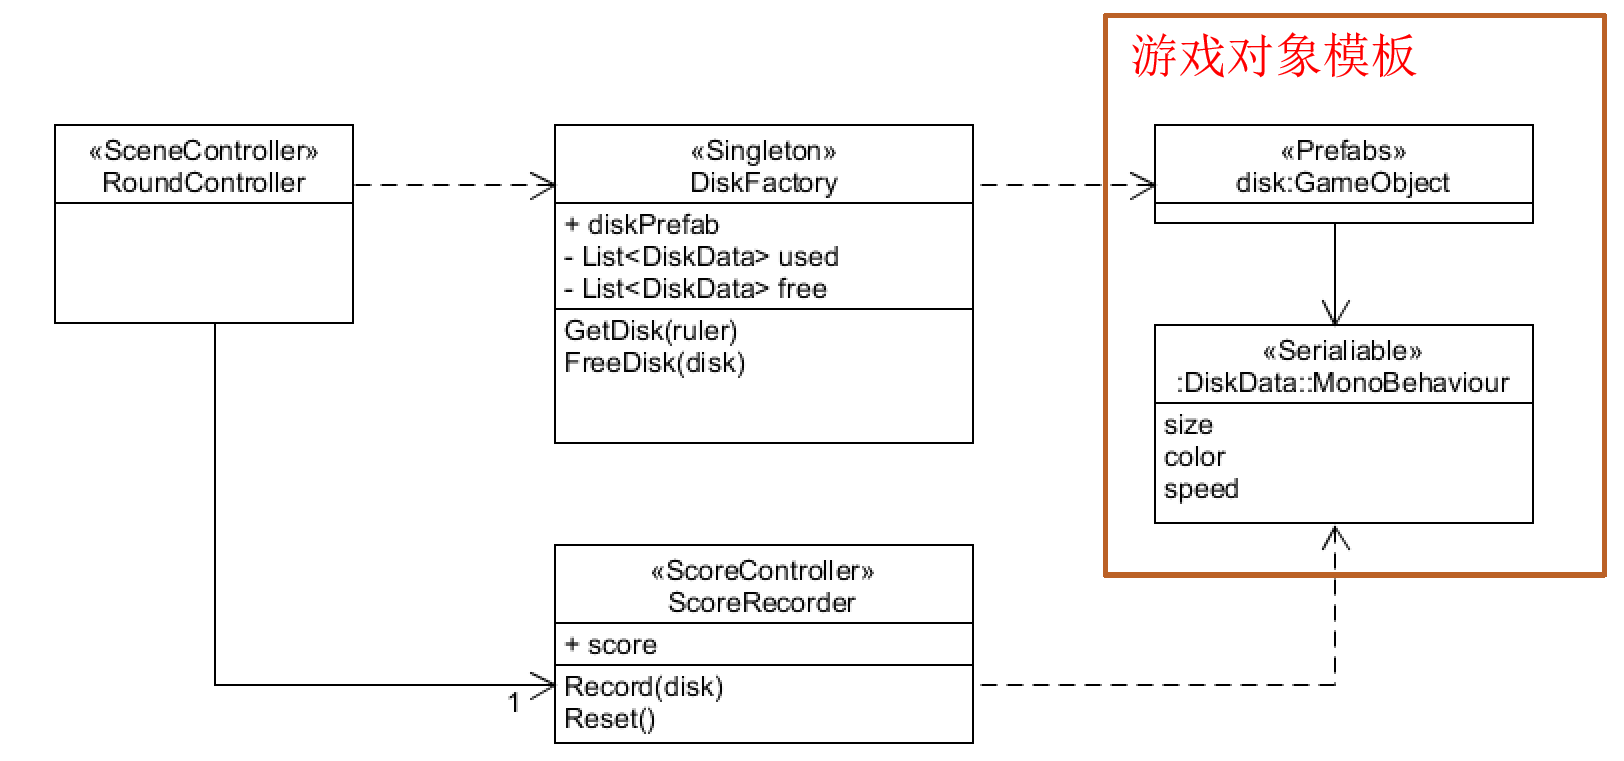 游戏对象模板
«SceneController»
RoundController
«Singleton»
DiskFactory
+ diskPrefab
- List<DiskData> used
- List<DiskData> free
GetDisk(ruler)
FreeDisk(disk)
«Prefabs»
disk:GameObject
«Serialiable»
:DiskData::MonoBehaviour
size
color
speed
«ScoreController»
ScoreRecorder
+ score
Record(disk)
Reset()
1